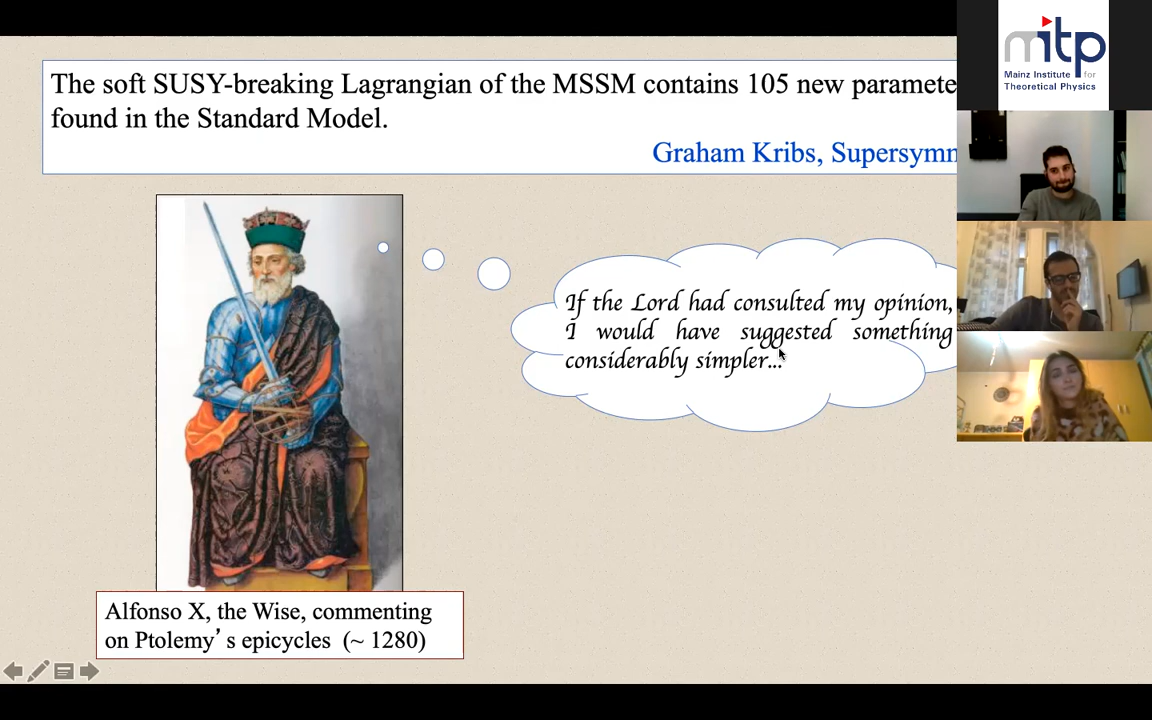 The soft SUSY-breaking Lagrangian of the MSSM contains 105 new
found in the Standard Model.
Graham Kribs,
If the Lord had consulted my opinion,
I would have suggested something
considerably simpler...
Alfonso X, the Wise, commenting
on Ptolemy's epicycles (~ 1280)
mitp
Mainz Institute for
Theoretical Physics